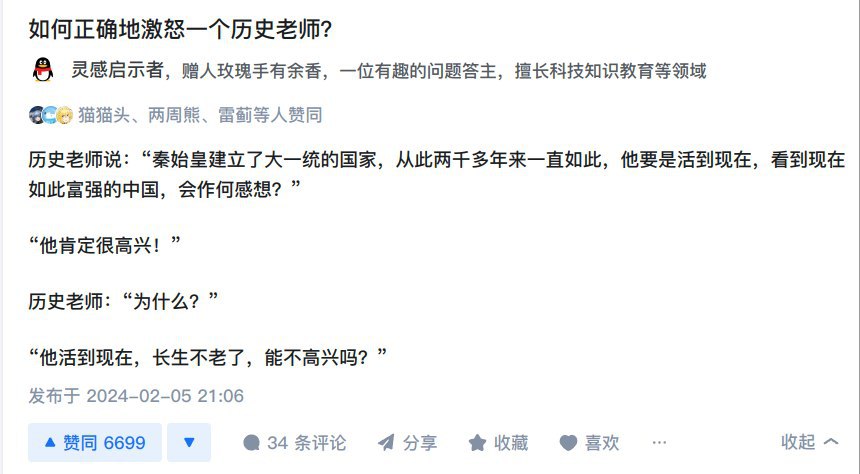 如何正确地激怒一个历史老师？
灵感启示者，赠人玫瑰手有余香，一位有趣的问题答主，擅长科技知识教育等领域
猫猫头、两周熊、雷蓟等人赞同
历史老师说：“秦始皇建立了大一统的国家，从此两千多年来一直如此，他要是活到现在，看到现在
如此富强的中国，会作何感想？”
“他肯定很高兴！”
历史老师：“为什么？”
“他活到现在，长生不老了，能不高兴吗？”
发布于 2024-02-05 21:06
赞同 6699 34 条评论 分享 收藏 喜欢 ··· 收起